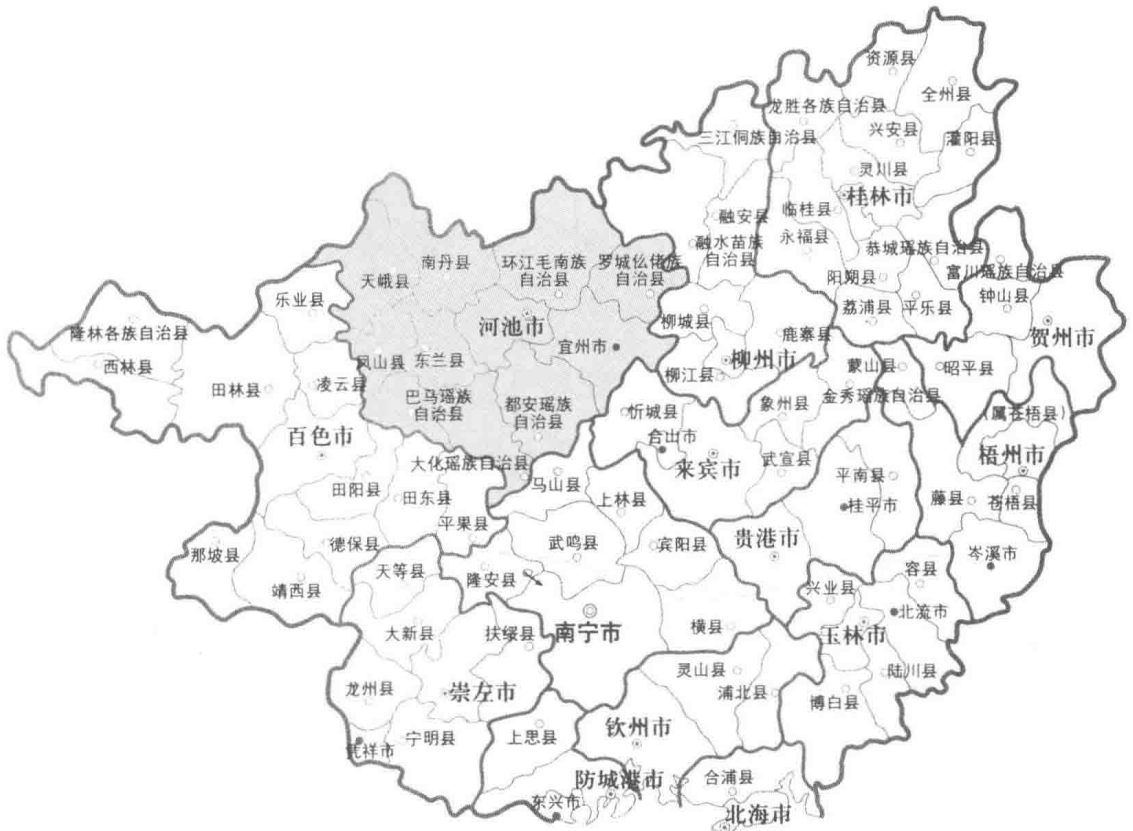 资源县
全州县
龙胜各族自治县
兴安县
灌阳县
三江侗族自治县
灵川县
桂林市
融安县
临桂县
融水苗族
自治县
永福县
恭城瑶族自治县
富川瑶族自治县
南丹县
环江毛南族
自治县
罗城仫佬族
自治县
天峨县
阳朔县
钟山县
乐业县
荔浦县
平乐县
隆林各族自治县
河池市
柳城县
鹿寨县
贺州市
西林县
宜州市
柳州市
凤山县
东兰县
蒙山县
昭平县
田林县
凌云县
柳江县
金秀瑶族自治县
巴马瑶族
自治县
都安瑶族
自治县
忻城县
象州县
(属苍梧县)
百色市
合山市
来宾市
武宣县
梧州市
大化瑶族自治县
马山县
平南县
田阳县
田东县
上林县
桂平市
藤县
苍梧县
平果县
那坡县
德保县
武鸣县
宾阳县
贵港市
岑溪市
靖西县
天等县
隆安县
兴业县
容县
北流市
大新县
扶绥县
南宁市
横县
玉林市
灵山县
陆川县
龙州县
崇左市
浦北县
博白县
凭祥市
宁明县
上思县
钦州市
防城港市
合浦县
东兴市
北海市